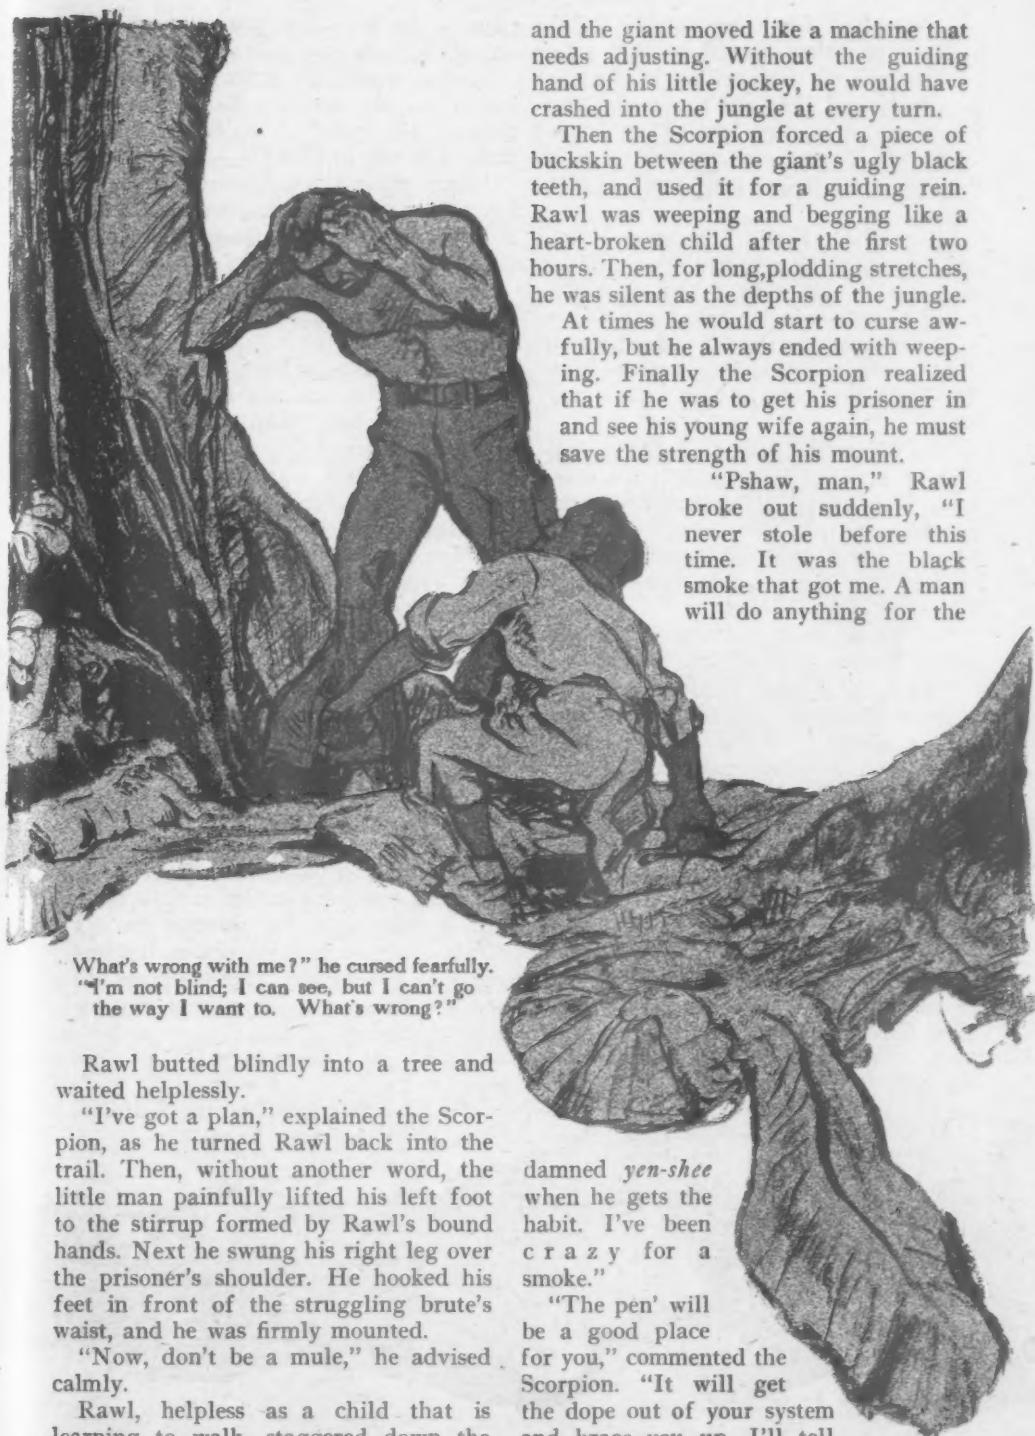 What's wrong with me?" he cursed fearfully.
"I'm not blind; I can see, but I can't go
the way I want to. What's wrong?"
Rawl butted blindly into a tree and
waited helplessly.
"I've got a plan," explained the Scor-
pion, as he turned Rawl back into the
trail. Then, without another word, the
little man painfully lifted his left foot
to the stirrup formed by Rawl's bound
hands. Next he swung his right leg over
the prisoner's shoulder. He hooked his
feet in front of the struggling brute's
waist, and he was firmly mounted.
"Now, don't be a mule," he advised
calmly.
Rawl, helpless as a child that is
learning to walk, staggered down the
and the giant moved like a machine that
needs adjusting. Without the guiding
hand of his little jockey, he would have
crashed into the jungle at every turn.
Then the Scorpion forced a piece of
buckskin between the giant's ugly black
teeth, and used it for a guiding rein.
Rawl was weeping and begging like a
heart-broken child after the first two
hours. Then, for long,plodding stretches,
he was silent as the depths of the jungle.
At times he would start to curse aw-
fully, but he always ended with weep-
ing. Finally the Scorpion realized
that if he was to get his prisoner in
and see his young wife again, he must
save the strength of his mount.
"Pshaw, man," Rawl
broke out suddenly, "I
never stole before this
time. It was the black
smoke that got me. A man
will do anything for the
damned yen-shee
when he gets the
habit. I've been
crazy for a
smoke."
"The pen' will
be a good place
for you," commented the
Scorpion. "It will get
the dope out of your system
and brace you up. I'll tell